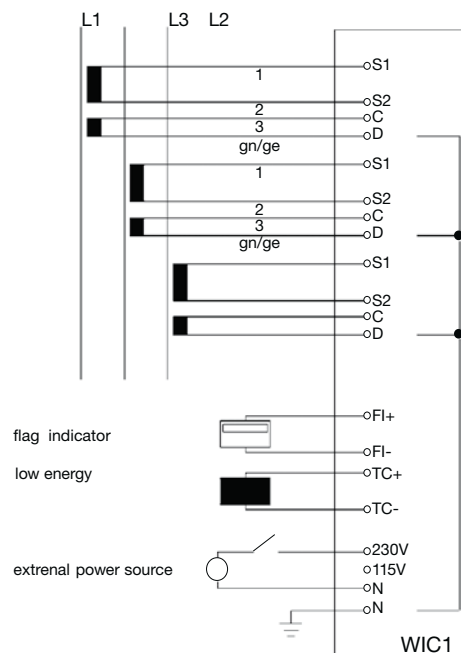 L1 L3 L2
S1
1
S2
2
C
3
D
gn/ge
S1
1
S2
2
C
3
D
gn/ge
S1
S2
C
D
FI+
flag indicator
FI-
low energy
TC+
TC-
230V
extrenal power source
115V
N
N
WIC1